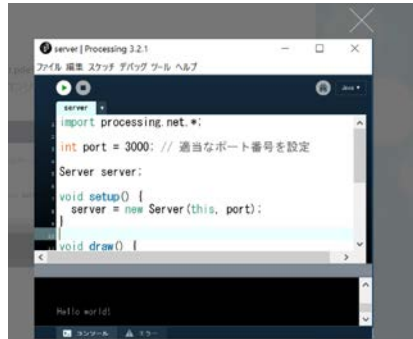 server | Processing 3.2.1
ファイル 編集 スケッチ デバッグ ツール ヘルプ
Java
server
import processing.net.*;
int port = 3000; // 適当なポート番号を設定
Server server;
void setup() {
server = new Server(this, port);
}
void draw() {
Hello world!
コンソール エラー